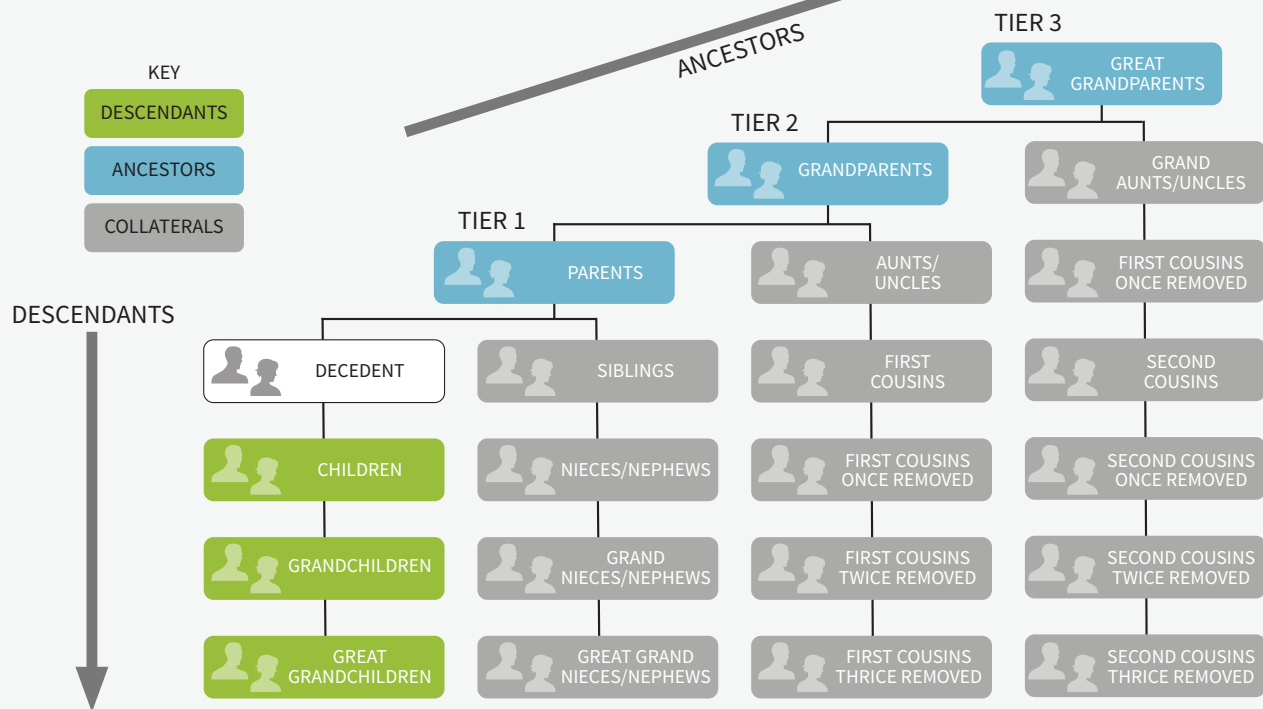 TIER 3
ANCESTORS
KEY
GREAT
GRANDPARENTS
DESCENDANTS
TIER 2
ANCESTORS
GRANDPARENTS
GRAND
AUNTS/UNCLES
COLLATERALS
TIER 1
PARENTS
AUNTS/
UNCLES
FIRST COUSINS
ONCE REMOVED
DESCENDANTS
DECEDENT
SIBLINGS
FIRST
COUSINS
SECOND
COUSINS
CHILDREN
NIECES/NEPHEWS
FIRST COUSINS
ONCE REMOVED
SECOND COUSINS
ONCE REMOVED
GRANDCHILDREN
GRAND
NIECES/NEPHEWS
FIRST COUSINS
TWICE REMOVED
SECOND COUSINS
TWICE REMOVED
GREAT
GRANDCHILDREN
GREAT GRAND
NIECES/NEPHEWS
FIRST COUSINS
THRICE REMOVED
SECOND COUSINS
THRICE REMOVED